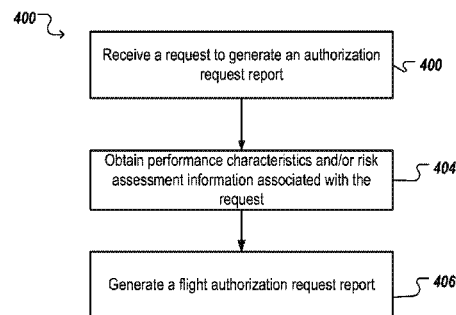 400
Receive a request to generate an authorization
request report
400
Obtain performance characteristics and/or risk
assessment information associated with the
request
404
Generate a flight authorization request report
406